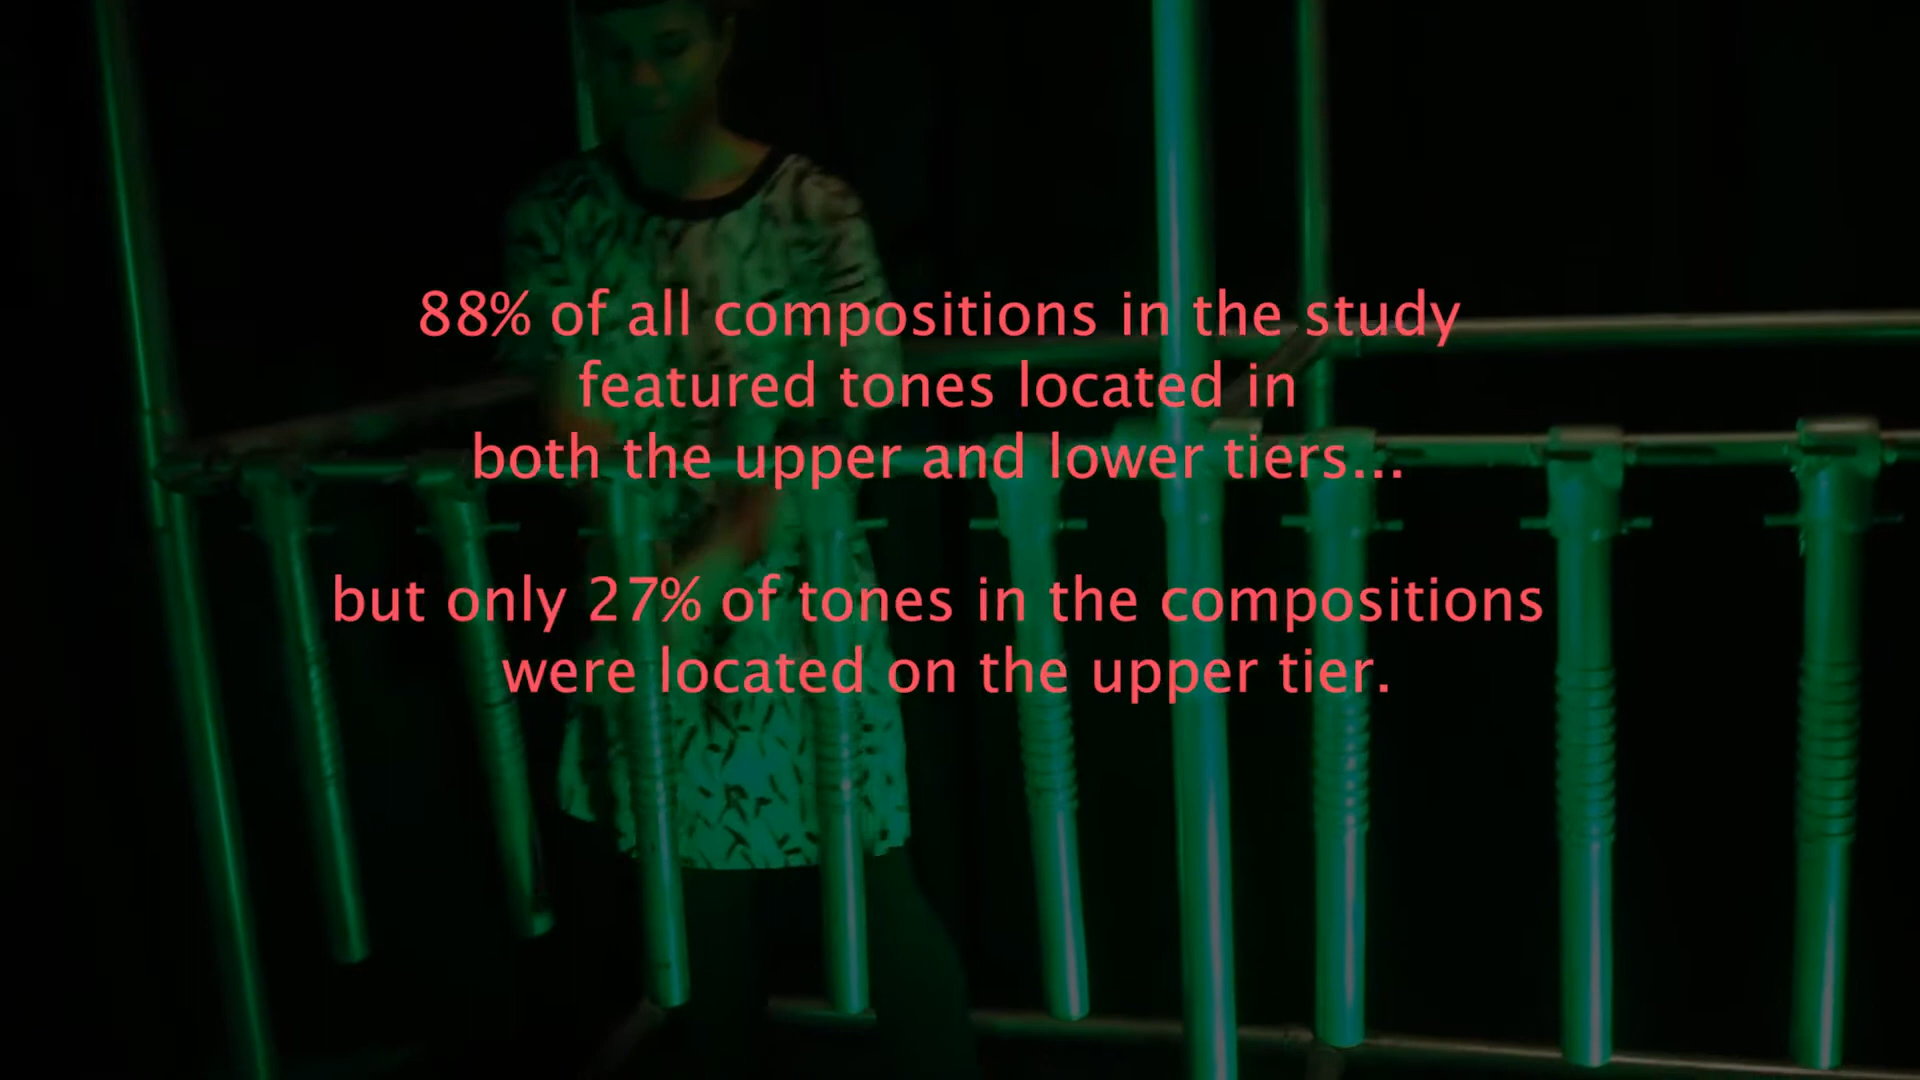 88% of all compositions in the study
featured tones located in
both the upper and lower tiers...
but only 27% of tones in the compositions
were located on the upper tier.